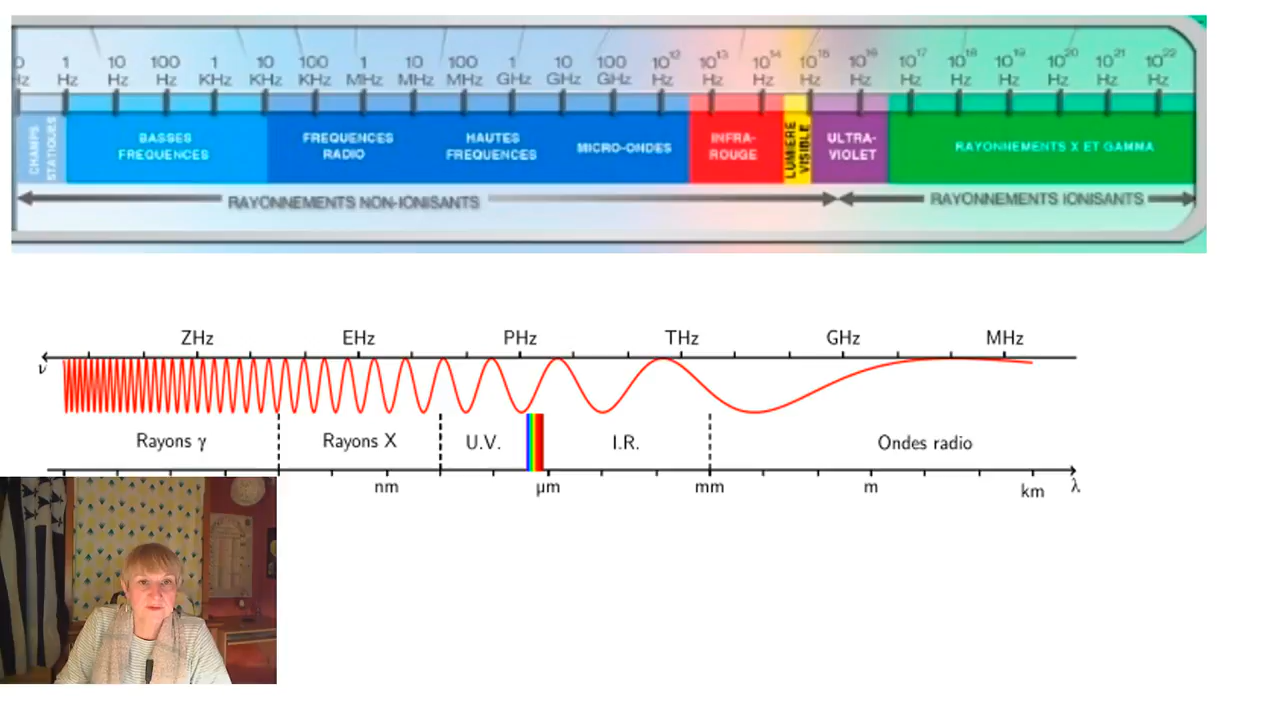 0 1 10 100 1 10 100 1 10 100 1 10 100 10¹² 10¹³ 10¹⁴ 10¹⁵ 10¹⁶ 10¹⁷ 10¹⁸ 10¹⁹ 10²⁰ 10²¹ 10²²
Hz Hz Hz Hz KHz KHz KHz MHz MHz MHz GHz GHz GHz Hz Hz Hz Hz Hz Hz Hz Hz Hz Hz Hz
CHAMPS
STATIQUES
BASSES
FREQUENCES
FREQUENCES
RADIO
HAUTES
FREQUENCES
MICRO-ONDES
INFRA-
ROUGE
LUMIERE
VISIBLE
ULTRA-
VIOLET
RAYONNEMENTS X ET GAMMA
RAYONNEMENTS NON-IONISANTS
RAYONNEMENTS IONISANTS
ZHz EHz PHz THz GHz MHz
ν
Rayons γ Rayons X U.V. I.R. Ondes radio
nm μm mm m km λ